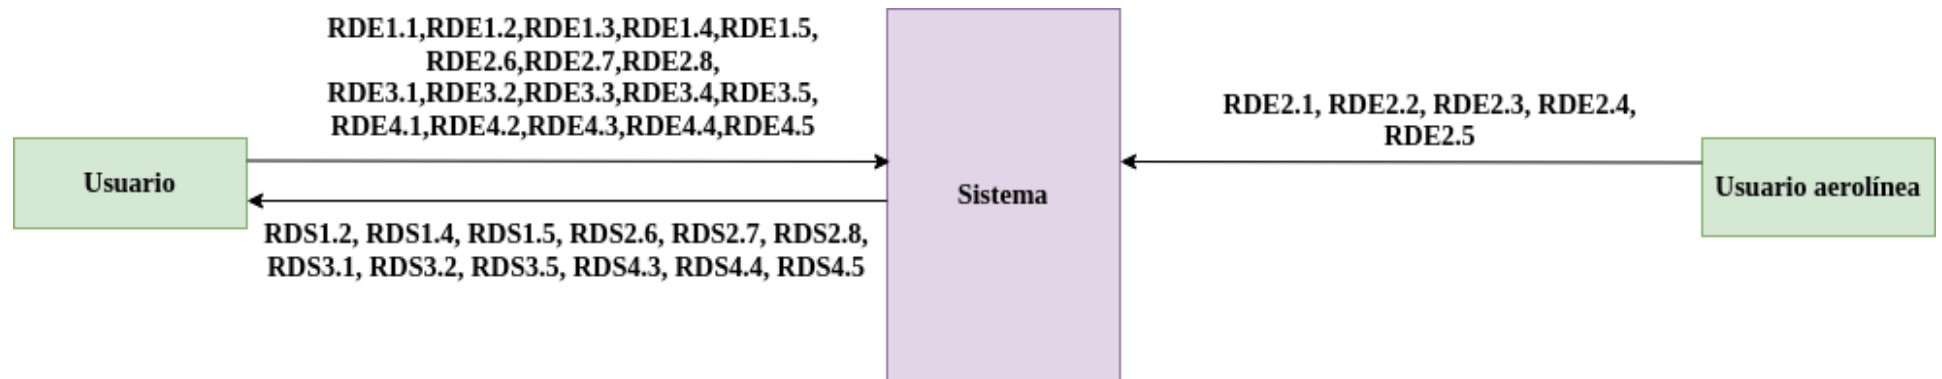 RDE1.1,RDE1.2,RDE1.3,RDE1.4,RDE1.5,
RDE2.6,RDE2.7,RDE2.8,
RDE3.1,RDE3.2,RDE3.3,RDE3.4,RDE3.5,
RDE4.1,RDE4.2,RDE4.3,RDE4.4,RDE4.5
Usuario
RDS1.2, RDS1.4, RDS1.5, RDS2.6, RDS2.7, RDS2.8,
RDS3.1, RDS3.2, RDS3.5, RDS4.3, RDS4.4, RDS4.5
Sistema
RDE2.1, RDE2.2, RDE2.3, RDE2.4,
RDE2.5
Usuario aerolínea